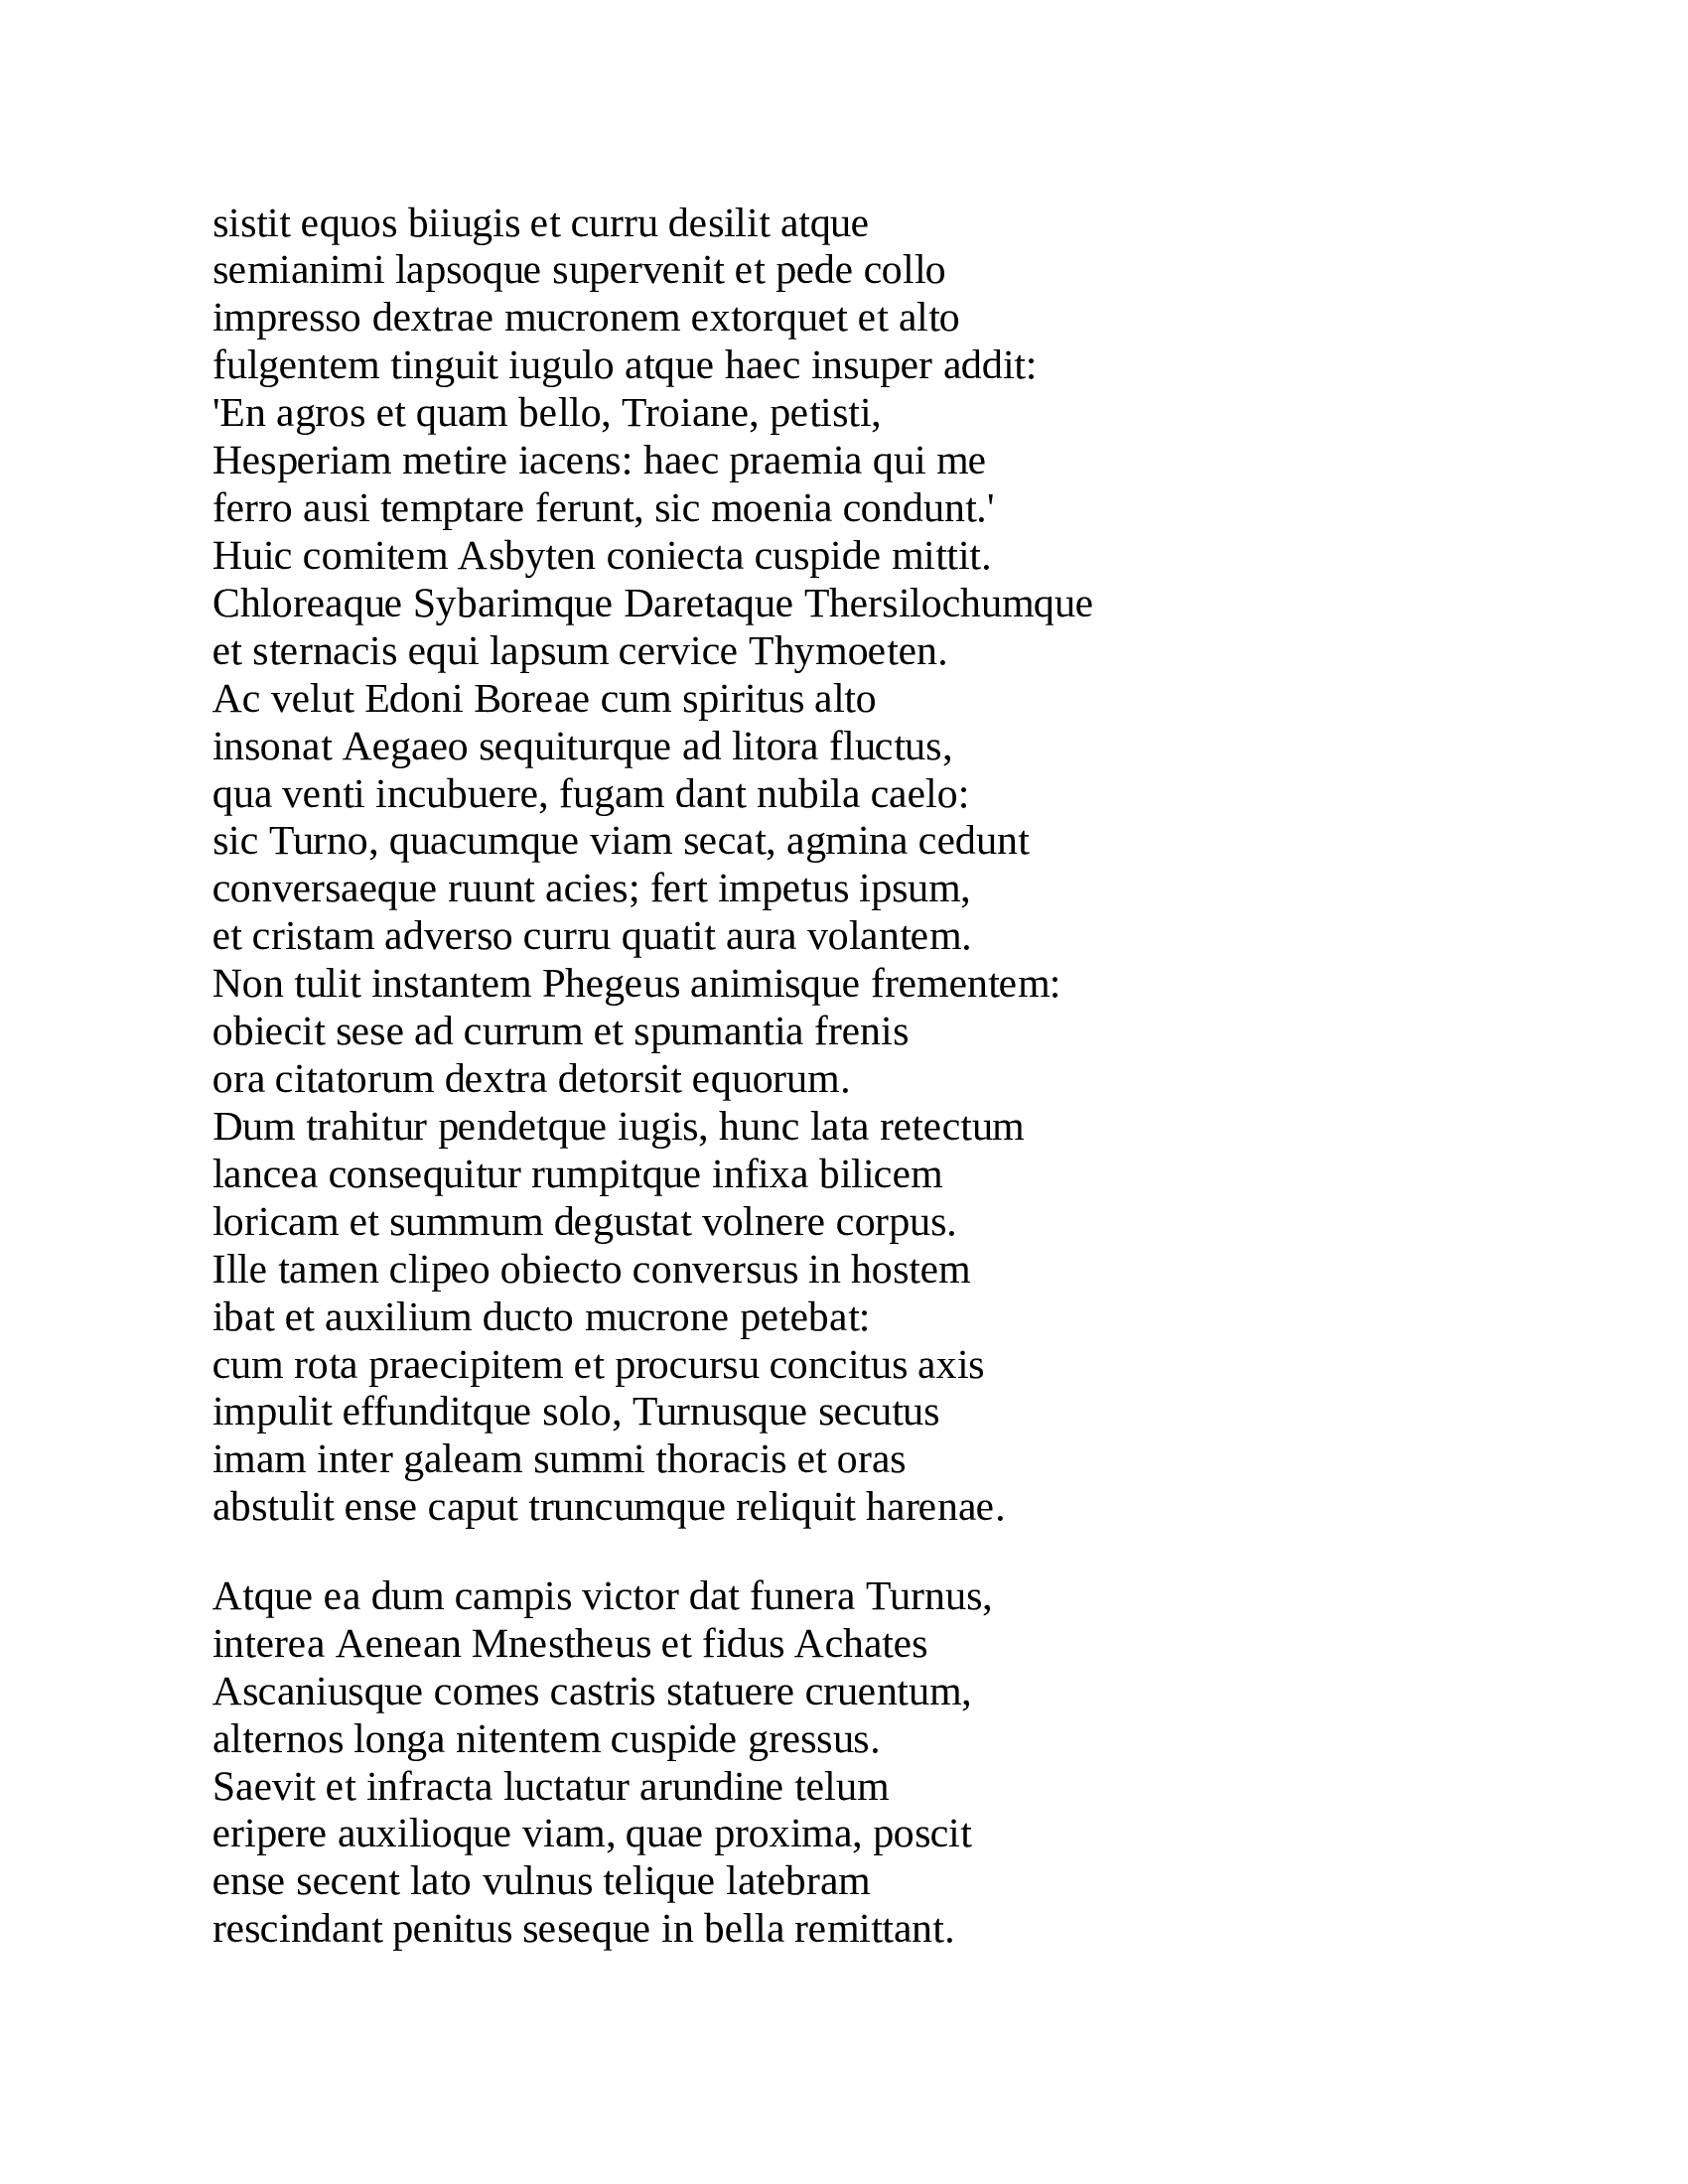 sistit equos biiugis et curru desilit atque
semianimi lapsoque supervenit et pede collo
impresso dextrae mucronem extorquet et alto
fulgentem tinguit iugulo atque haec insuper addit:
'En agros et quam bello, Troiane, petisti,
Hesperiam metire iacens: haec praemia qui me
ferro ausi temptare ferunt, sic moenia condunt.'
Huic comitem Asbyten coniecta cuspide mittit.
Chloreaque Sybarimque Daretaque Thersilochumque
et sternacis equi lapsum cervice Thymoeten.
Ac velut Edoni Boreae cum spiritus alto
insonat Aegaeo sequiturque ad litora fluctus,
qua venti incubuere, fugam dant nubila caelo:
sic Turno, quacumque viam secat, agmina cedunt
conversaeque ruunt acies; fert impetus ipsum,
et cristam adverso curru quatit aura volantem.
Non tulit instantem Phegeus animisque frementem:
obiecit sese ad currum et spumantia frenis
ora citatorum dextra detorsit equorum.
Dum trahitur pendetque iugis, hunc lata retectum
lancea consequitur rumpitque infixa bilicem
loricam et summum degustat volnere corpus.
Ille tamen clipeo obiecto conversus in hostem
ibat et auxilium ducto mucrone petebat:
cum rota praecipitem et procursu concitus axis
impulit effunditque solo, Turnusque secutus
imam inter galeam summi thoracis et oras
abstulit ense caput truncumque reliquit harenae.

Atque ea dum campis victor dat funera Turnus,
interea Aenean Mnestheus et fidus Achates
Ascaniusque comes castris statuere cruentum,
alternos longa nitentem cuspide gressus.
Saevit et infracta luctatur arundine telum
eripere auxilioque viam, quae proxima, poscit
ense secent lato vulnus telique latebram
rescindant penitus seseque in bella remittant.